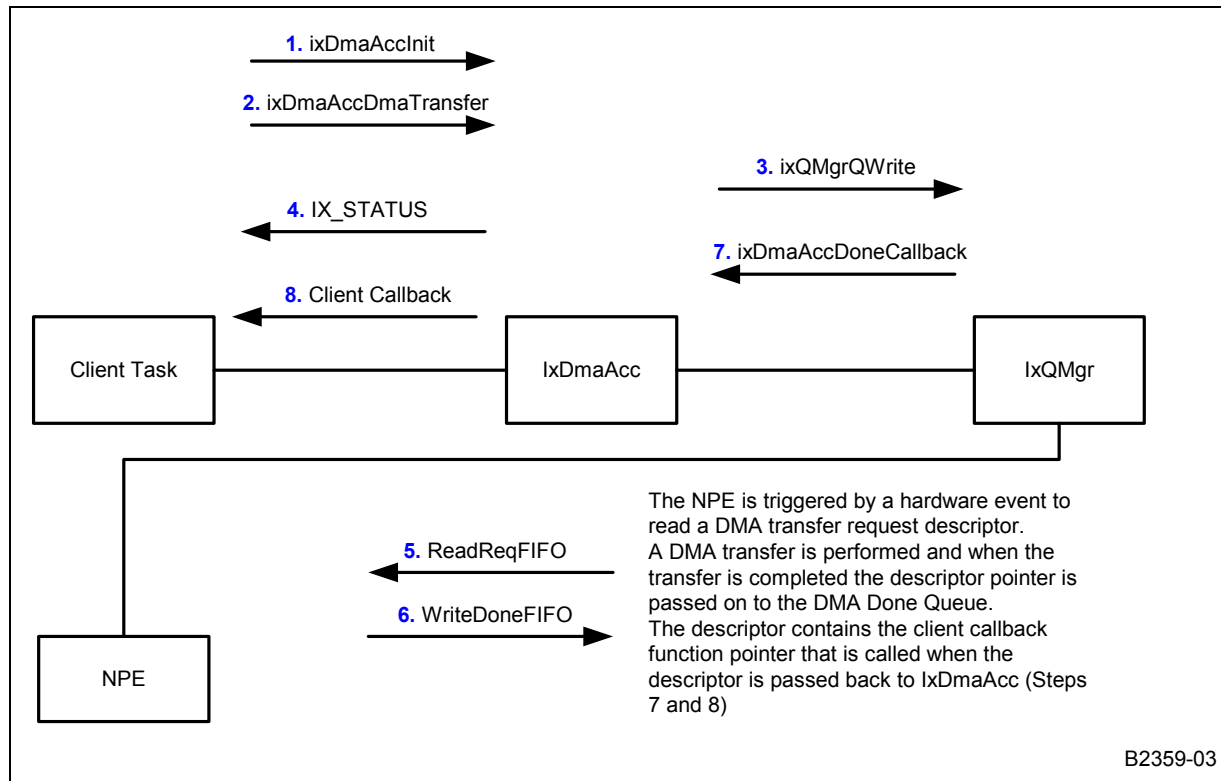 1. ixDmaAccInit
2. ixDmaAccDmaTransfer
3. ixQMgrQWrite
4. IX_STATUS
7. ixDmaAccDoneCallback
8. Client Callback
Client Task
IxDmaAcc
IxQMgr
The NPE is triggered by a hardware event to
read a DMA transfer request descriptor.
A DMA transfer is performed and when the
transfer is completed the descriptor pointer is
passed on to the DMA Done Queue.
The descriptor contains the client callback
function pointer that is called when the
descriptor is passed back to IxDmaAcc (Steps
7 and 8)
5. ReadReqFIFO
6. WriteDoneFIFO
NPE
B2359-03